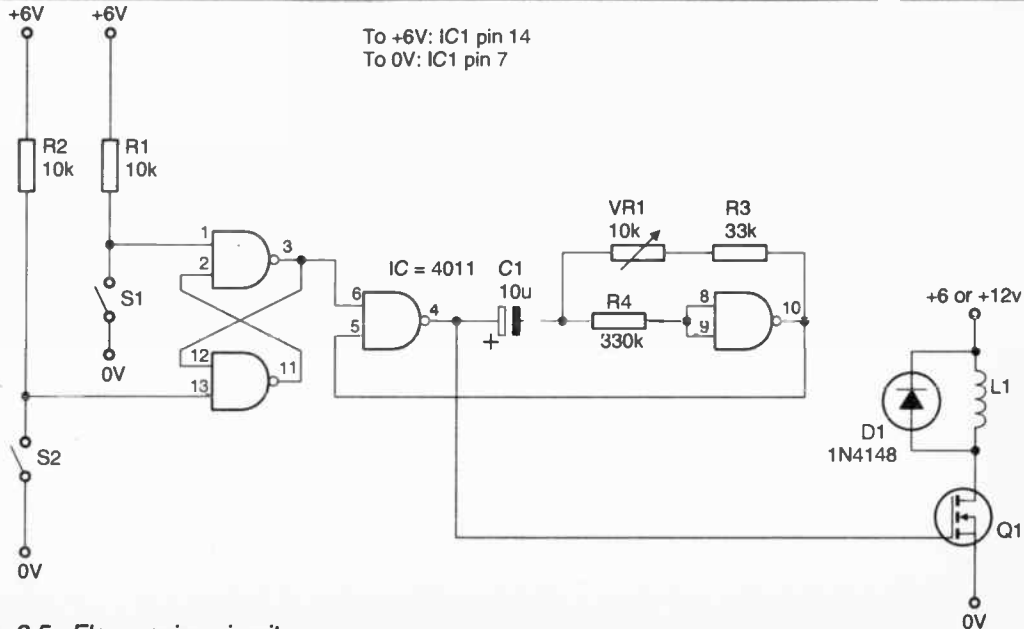 +6V
+6V
To +6V: IC1 pin 14
To 0V: IC1 pin 7
R2
10k
R1
10k
1
2
3
S1
0V
12
13
11
IC = 4011
6
5
4
C1
10u
+
VR1
10k
R3
33k
R4
330k
8
9
10
+6 or +12v
L1
D1
1N4148
Q1
0V
S2
0V